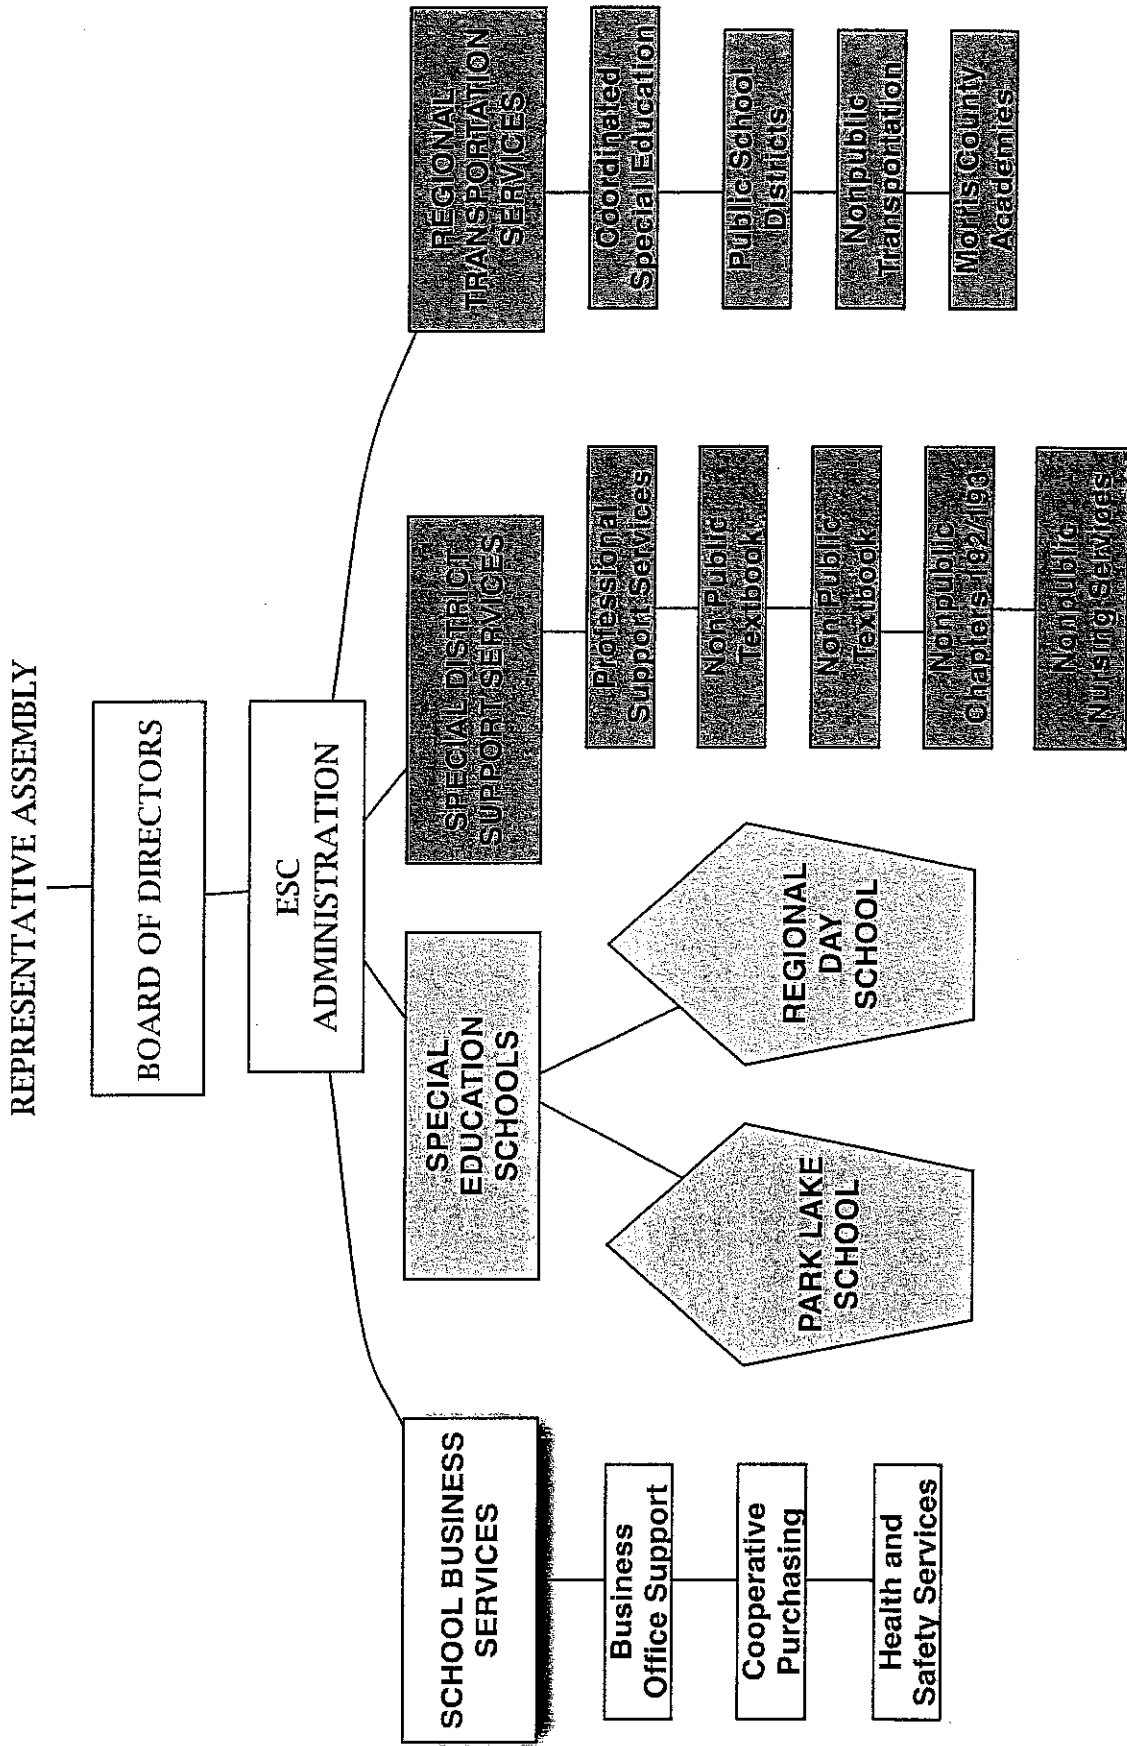 REPRESENTATIVE ASSEMBLY
BOARD OF DIRECTORS
ESC
ADMINISTRATION
SCHOOL BUSINESS
SERVICES
Business
Office Support
Cooperative
Purchasing
Health and
Safety Services
SPECIAL
EDUCATION
SCHOOLS
PARK LAKE
SCHOOL
REGIONAL
DAY
SCHOOL
SPECIAL DISTRICT
SUPPORT SERVICES
Professional
Support Services
Non Public
Textbook
Non Public
Textbook
Nonpublic
Chapters 192/193
Nonpublic
Nursing Services
REGIONAL
TRANSPORTATION
SERVICES
Coordinated
Special Education
Public School
Districts
Nonpublic
Transportation
Morris County
Academies